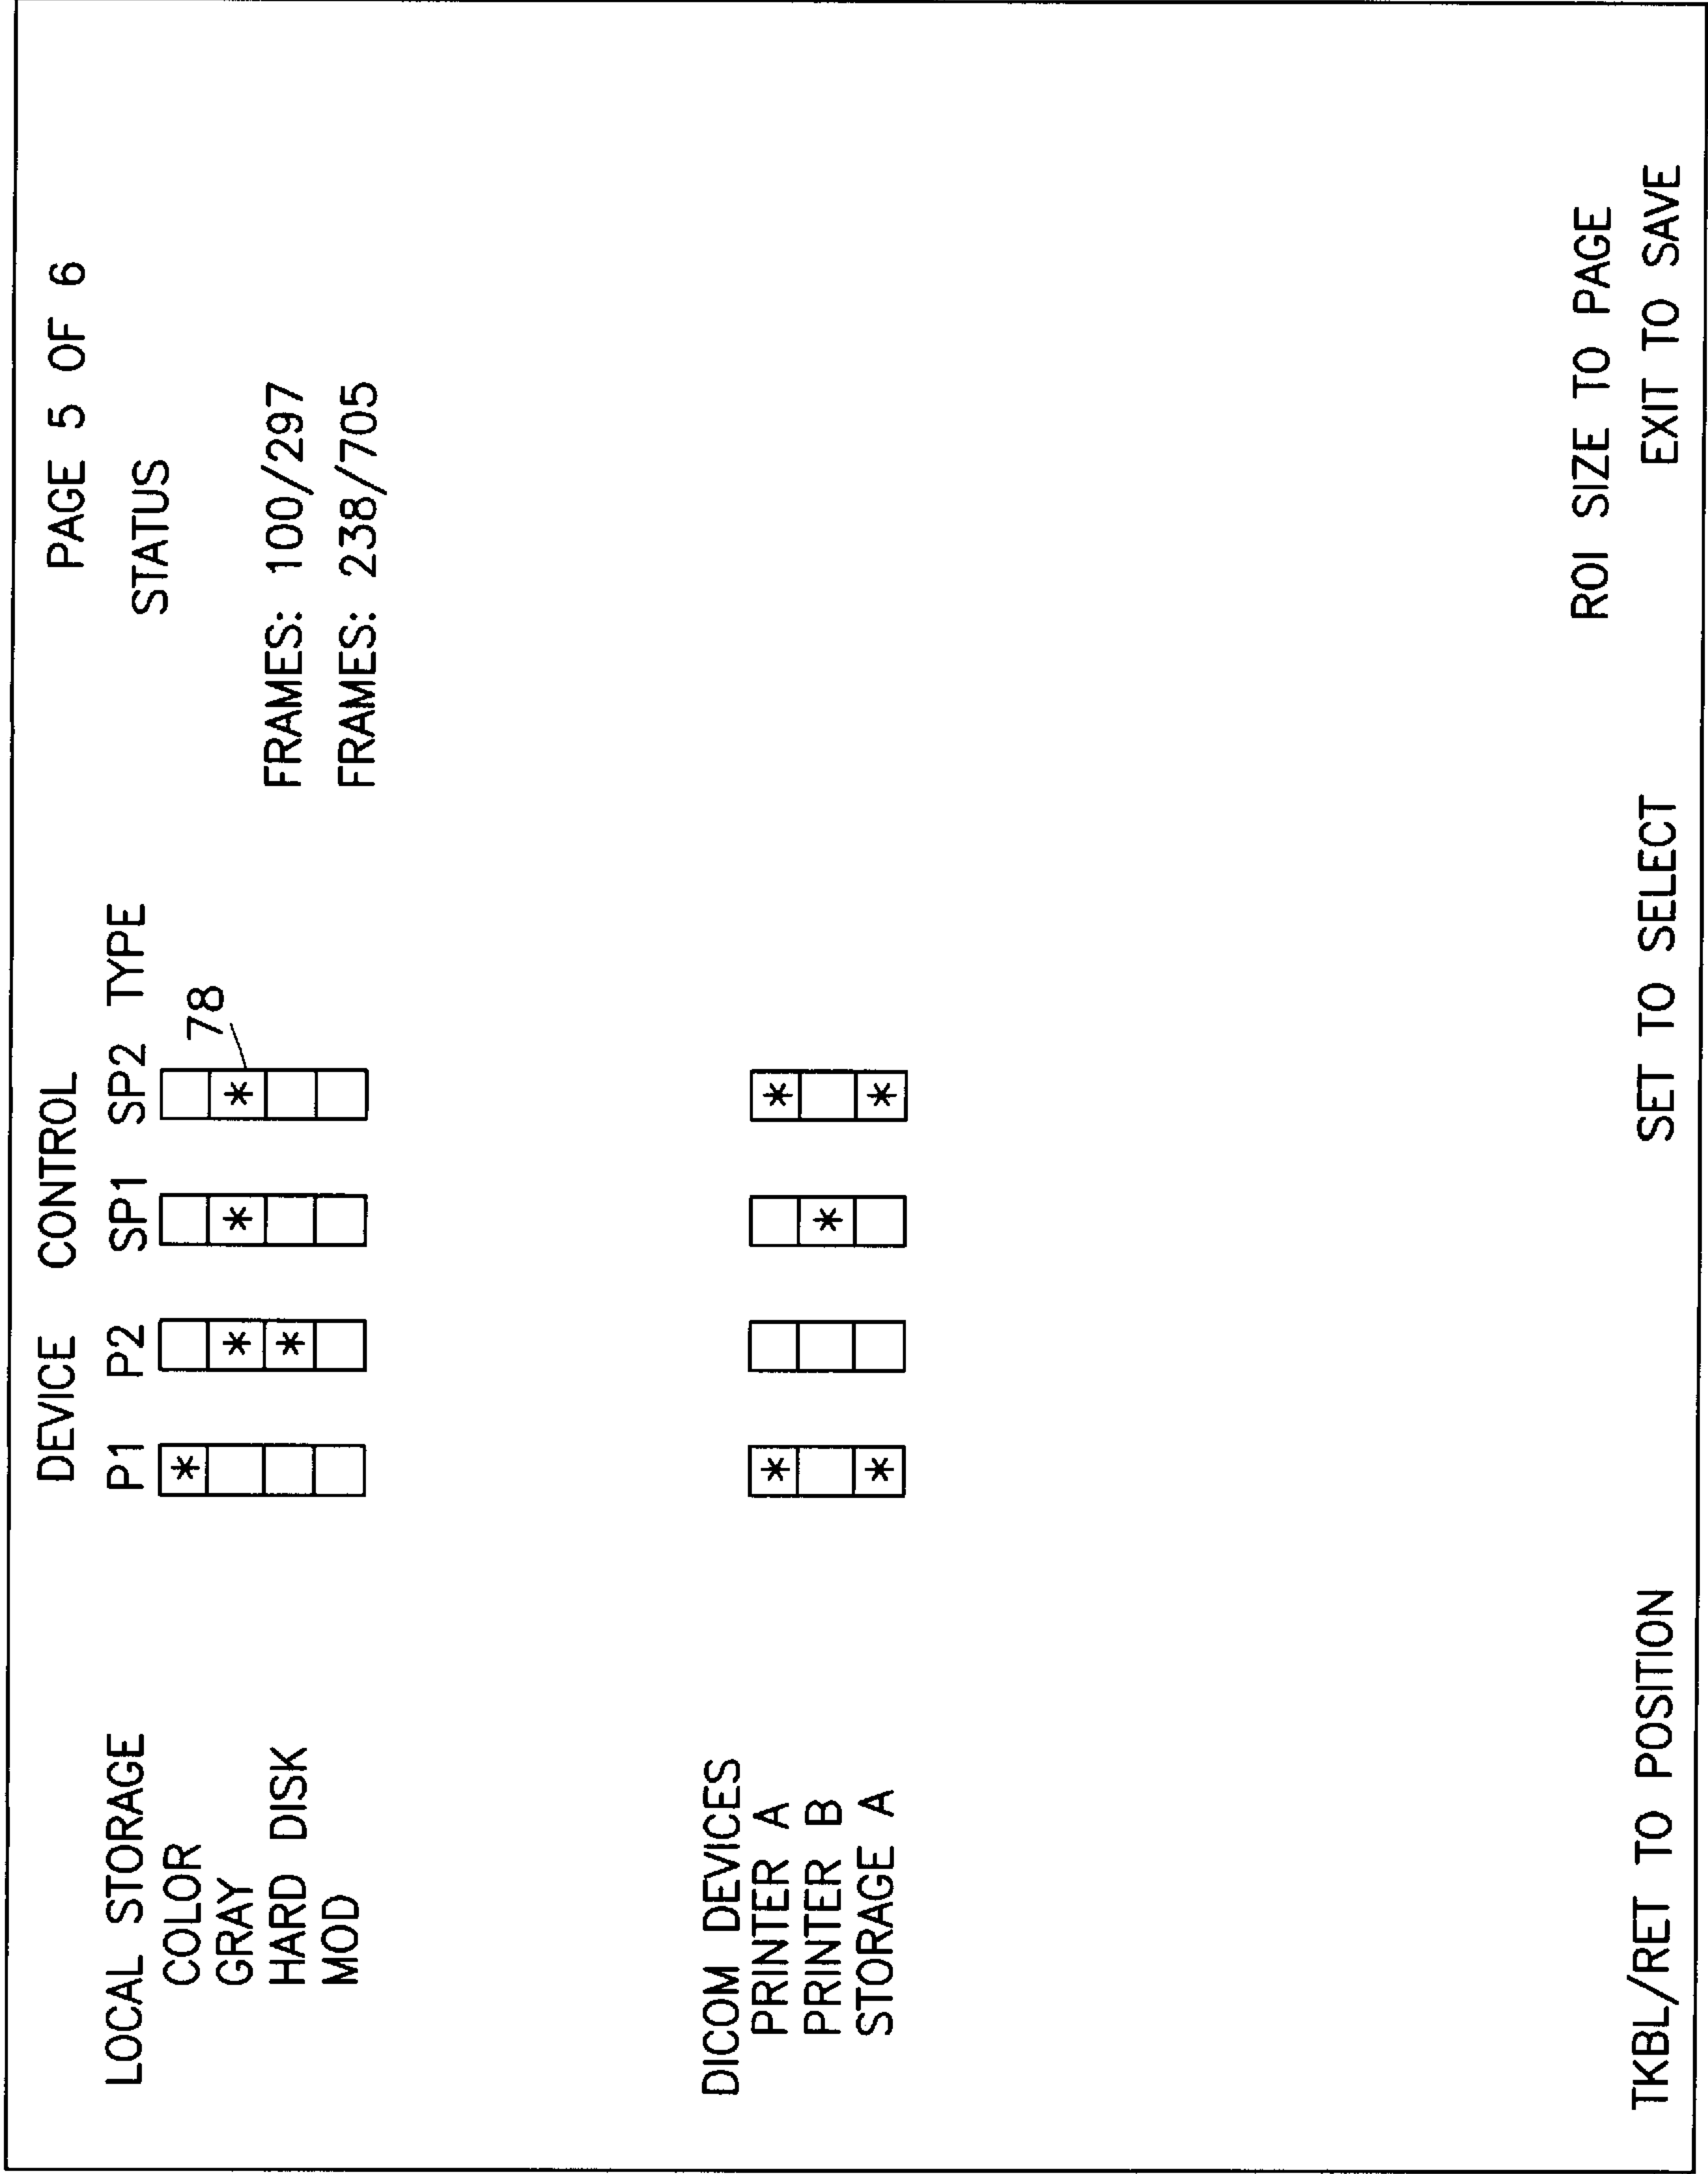 DEVICE CONTROL PAGE 5 OF 6
LOCAL STORAGE P1 P2 SP1 SP2 TYPE STATUS
COLOR *
78
GRAY * * *
HARD DISK * FRAMES: 100/297
MOD FRAMES: 238/705
DICOM DEVICES
PRINTER A * *
PRINTER B *
STORAGE A * *
ROI SIZE TO PAGE
TKBL/RET TO POSITION SET TO SELECT EXIT TO SAVE